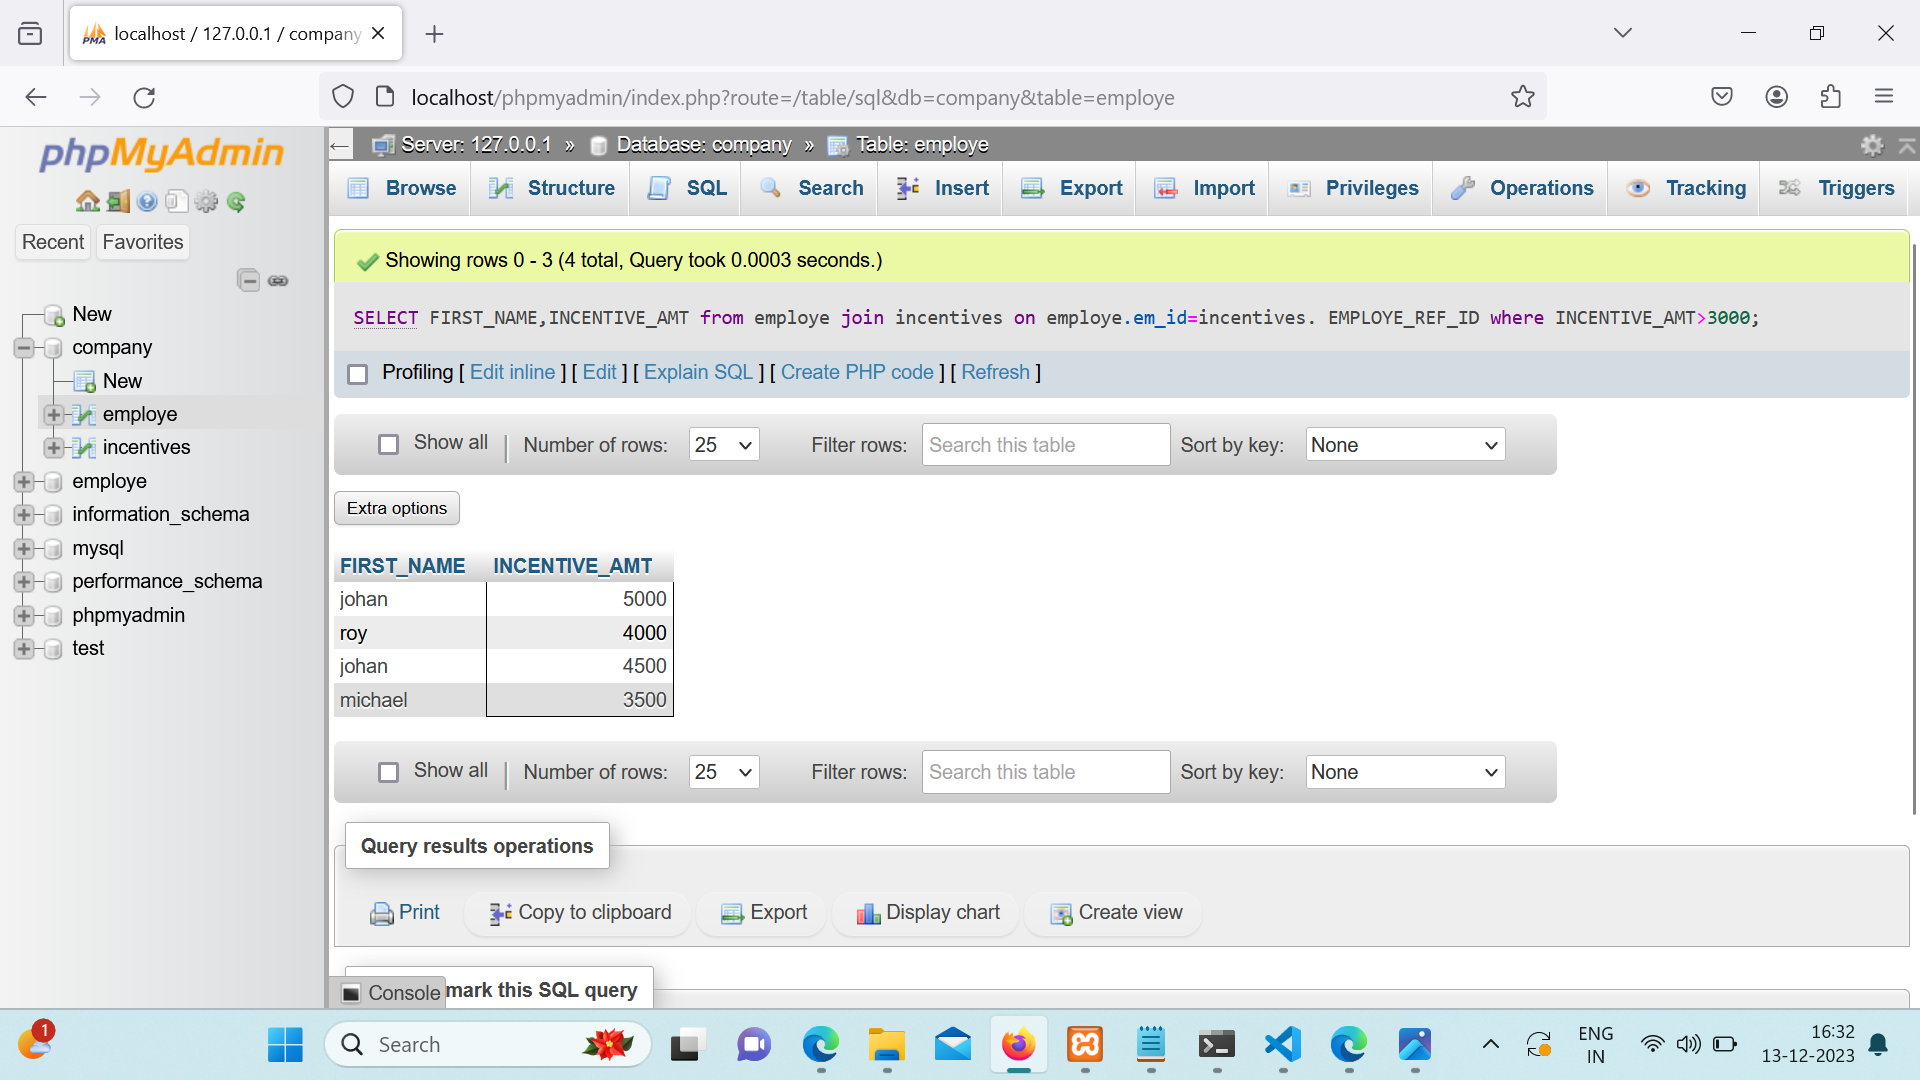 localhost / 127.0.0.1 / company
localhost/phpmyadmin/index.php?route=/table/sql&db=company&table=employe
phpMyAdmin
Recent Favorites
New
company
New
employe
incentives
employe
information_schema
mysql
performance_schema
phpmyadmin
test
Server: 127.0.0.1 » Database: company » Table: employe
Browse Structure SQL Search Insert Export Import Privileges Operations Tracking Triggers
Showing rows 0 - 3 (4 total, Query took 0.0003 seconds.)
SELECT FIRST_NAME,INCENTIVE_AMT from employe join incentives on employe.em_id=incentives. EMPLOYE_REF_ID where INCENTIVE_AMT>3000;
Profiling [ Edit inline ] [ Edit ] [ Explain SQL ] [ Create PHP code ] [ Refresh ]
Show all | Number of rows: 25 Filter rows: Search this table Sort by key: None
Extra options
FIRST_NAME INCENTIVE_AMT
johan 5000
roy 4000
johan 4500
michael 3500
Show all | Number of rows: 25 Filter rows: Search this table Sort by key: None
Query results operations
Print Copy to clipboard Export Display chart Create view
Console mark this SQL query
1
Search
ENG
IN
16:32
13-12-2023